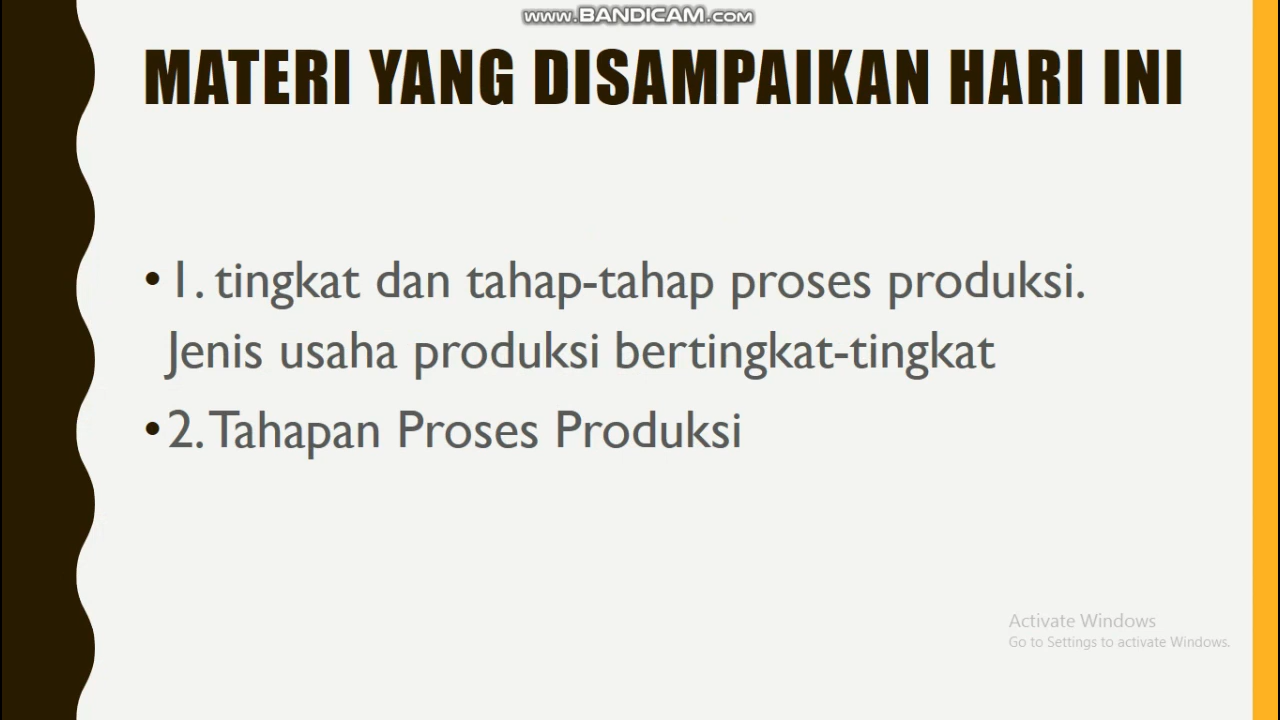 www.BANDICAM.com
MATERI YANG DISAMPAIKAN HARI INI
• 1. tingkat dan tahap-tahap proses produksi.
Jenis usaha produksi bertingkat-tingkat
• 2. Tahapan Proses Produksi
Activate Windows
Go to Settings to activate Windows.